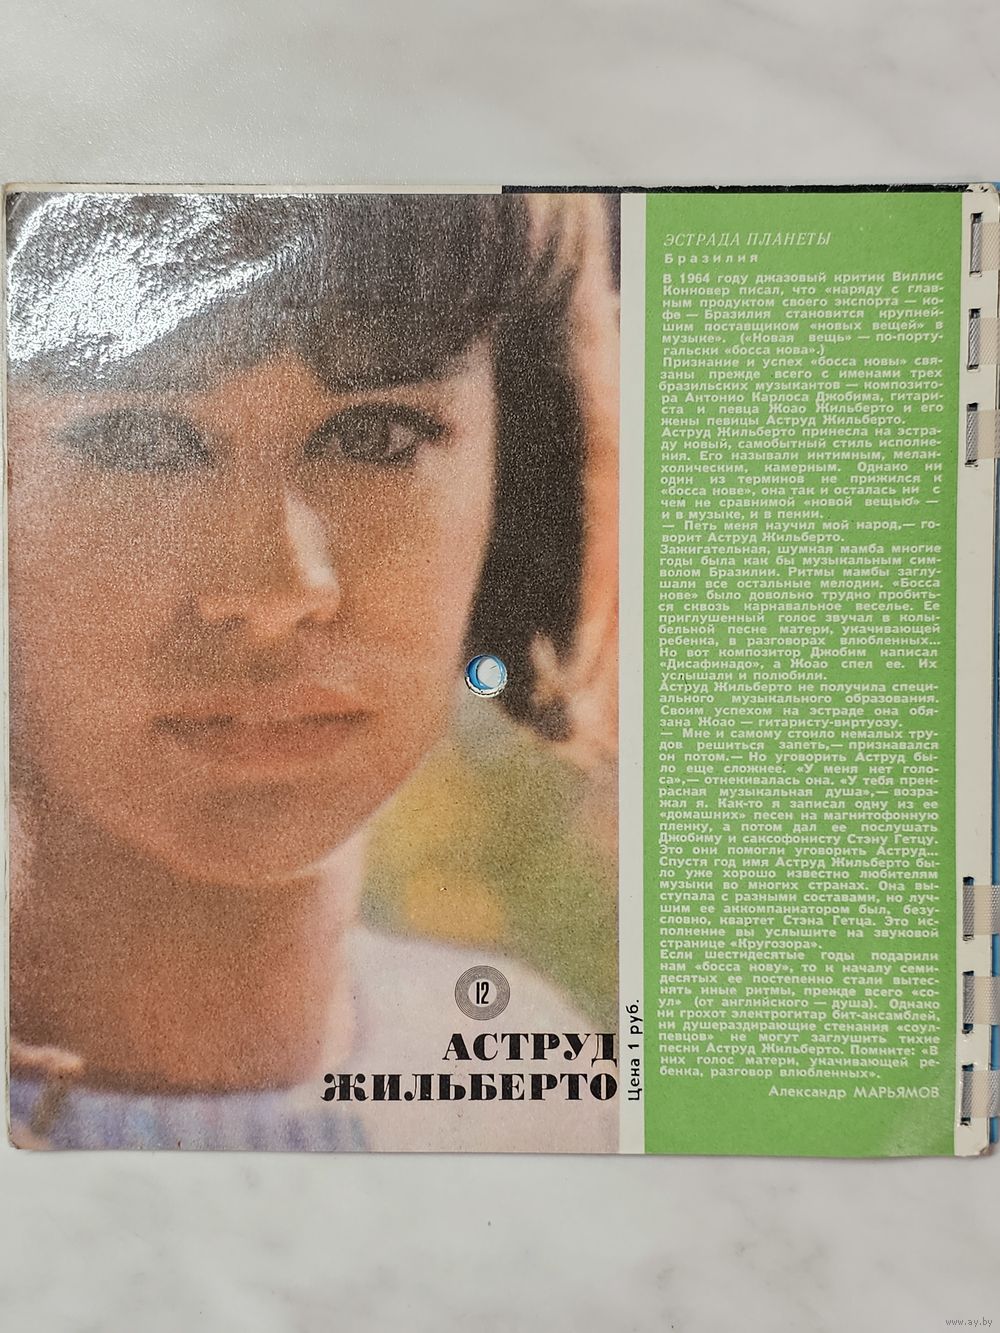 ЭСТРАДА ПЛАНЕТЫ
Бразилия
В 1964 году джазовый критик Виллис
Конновер писал, что «наряду с глав-
ным продуктом своего экспорта — ко-
фе — Бразилия становится крупней-
шим поставщиком «новых вещей» в
музыке». («Новая вещь» — по-порту-
гальски «босса нова».)
Признание и успех «босса новы» свя-
заны прежде всего с именами трех
бразильских музыкантов — композито-
ра Антонио Карлоса Джобима, гитари-
ста и певца Жоао Жильберто и его
жены певицы Аструд Жильберто.
Аструд Жильберто принесла на эстра-
ду новый, самобытный стиль исполне-
ния. Его называли интимным, мелан-
холическим, камерным. Однако ни
один из терминов не прижился к
«босса нове», она так и осталась ни с
чем не сравнимой «новой вещью» —
и в музыке, и в пении.
— Петь меня научил мой народ,— го-
ворит Аструд Жильберто.
Зажигательная, шумная мамба многие
годы была как бы музыкальным сим-
волом Бразилии. Ритмы мамбы заглу-
шали все остальные мелодии. «Босса
нове» было довольно трудно пробить-
ся сквозь карнавальное веселье. Ее
приглушенный голос звучал в колы-
бельной песне матери, укачивающей
ребенка, в разговорах влюбленных...
Но вот композитор Джобим написал
«Дисафинадо», а Жоао спел ее. Их
услышали и полюбили.
Аструд Жильберто не получила специ-
ального музыкального образования.
Своим успехом на эстраде она обя-
зана Жоао — гитаристу-виртуозу.
— Мне и самому стоило немалых тру-
дов решиться запеть,— признавался
он потом.— Но уговорить Аструд бы-
ло еще сложнее. «У меня нет голо-
са»,— отнекивалась она. «У тебя прек-
расная музыкальная душа»,— возра-
жал я. Как-то я записал одну из ее
«домашних» песен на магнитофонную
пленку, а потом дал ее послушать
Джобиму и саксофонисту Стэну Гетцу.
Это они помогли уговорить Аструд...
Спустя год имя Аструд Жильберто бы-
ло уже хорошо известно любителям
музыки во многих странах. Она вы-
ступала с разными составами, но луч-
шим ее аккомпаниатором был, безу-
словно, квартет Стэна Гетца. Это ис-
полнение вы услышите на звуковой
странице «Кругозора».
Если шестидесятые годы подарили
нам «босса нову», то к началу семи-
десятых ее постепенно стали вытес-
нять иные ритмы, прежде всего «со-
ул» (от английского — душа). Однако
ни грохот электрогитар бит-ансамблей,
ни душераздирающие стенания «соул-
певцов» не могут заглушить тихие
песни Аструд Жильберто. Помните: «В
них голос матери, укачивающей ре-
бенка, разговор влюбленных».
Александр МАРЬЯМОВ
12
АСТРУД
ЖИЛЬБЕРТО
Цена 1 руб.
www.ay.by